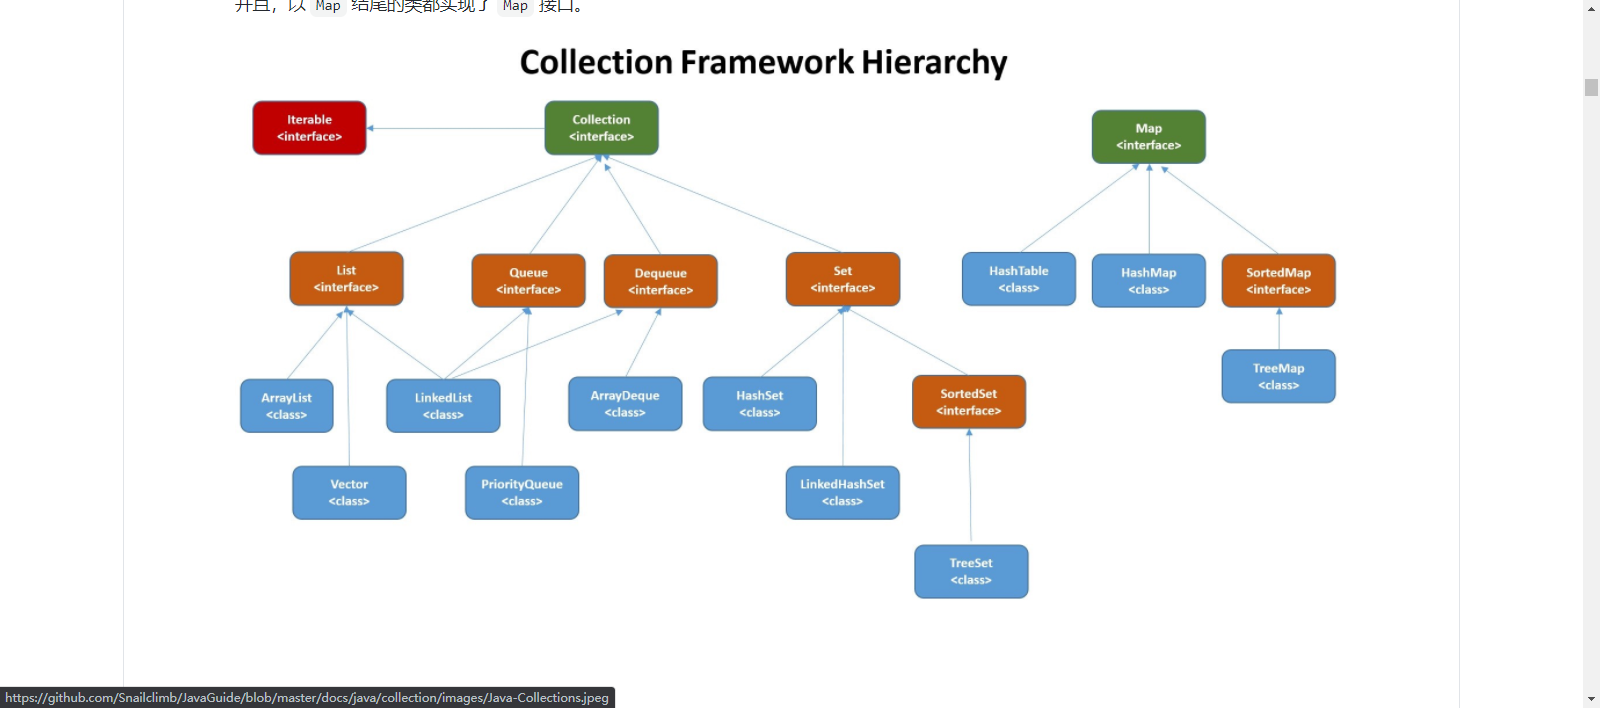 并且，以 Map 结尾的类都实现了 Map 接口。
Collection Framework Hierarchy
Iterable
<interface>
Collection
<interface>
Map
<interface>
List
<interface>
Queue
<interface>
Dequeue
<interface>
Set
<interface>
HashTable
<class>
HashMap
<class>
SortedMap
<interface>
ArrayList
<class>
LinkedList
<class>
ArrayDeque
<class>
HashSet
<class>
SortedSet
<interface>
TreeMap
<class>
Vector
<class>
PriorityQueue
<class>
LinkedHashSet
<class>
TreeSet
<class>
https://github.com/Snailclimb/JavaGuide/blob/master/docs/java/collection/images/Java-Collections.jpeg